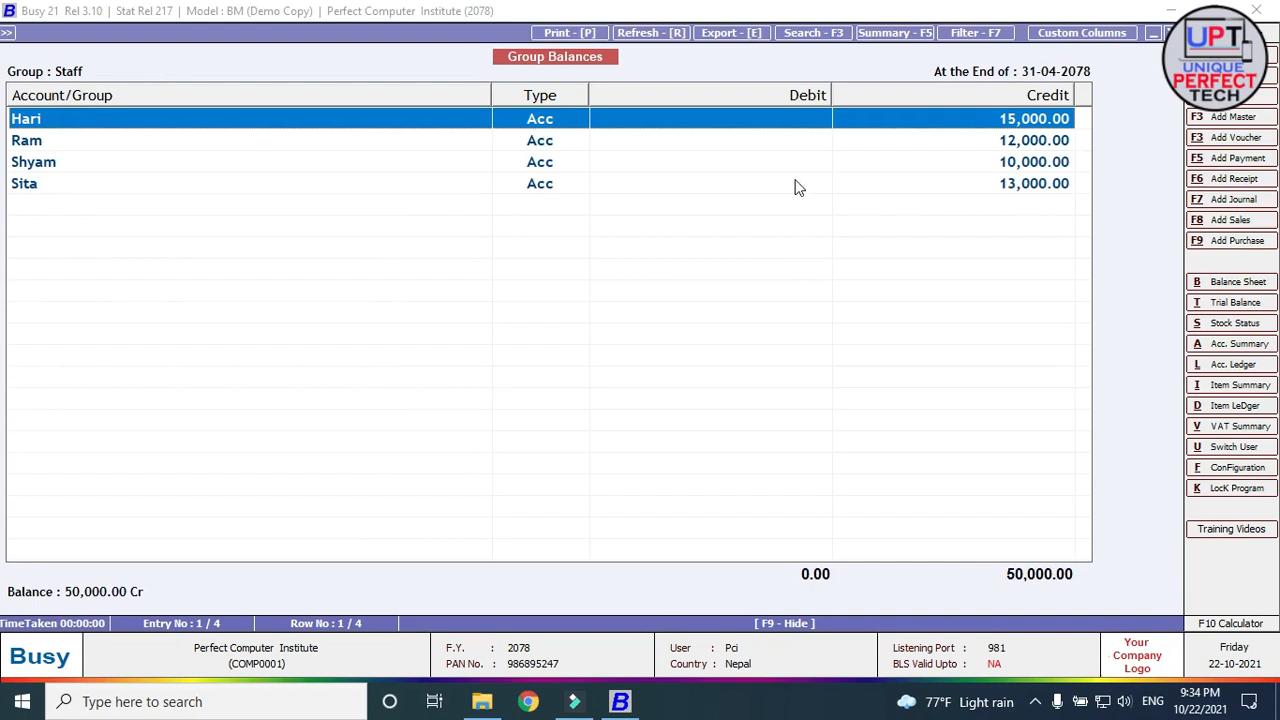 Busy 21 Rel 3.10 | Stat Rel 217 | Model : BM (Demo Copy) | Perfect Computer Institute (2078)
>> Print - [P] Refresh - [R] Export - [E] Search - F3 Summary - F5 Filter - F7 Custom Columns
UPT
UNIQUE
PERFECT
TECH
Group Balances
Group : Staff At the End of : 31-04-2078
Account/Group Type Debit Credit
Hari Acc 15,000.00
Ram Acc 12,000.00
Shyam Acc 10,000.00
Sita Acc 13,000.00
0.00 50,000.00
Balance : 50,000.00 Cr
F3 Add Master
F3 Add Voucher
F5 Add Payment
F6 Add Receipt
F7 Add Journal
F8 Add Sales
F9 Add Purchase
B Balance Sheet
T Trial Balance
S Stock Status
A Acc. Summary
L Acc. Ledger
I Item Summary
D Item LeDger
V VAT Summary
U Switch User
F ConFiguration
K LocK Program
Training Videos
TimeTaken 00:00:00 Entry No : 1 / 4 Row No : 1 / 4 [ F9 - Hide ] F10 Calculator
Busy
Perfect Computer Institute
(COMP0001)
F.Y. : 2078
PAN No. : 986895247
User : Pci
Country : Nepal
Listening Port : 981
BLS Valid Upto : NA
Your
Company
Logo
Friday
22-10-2021
Type here to search
77°F Light rain
ENG
9:34 PM
10/22/2021